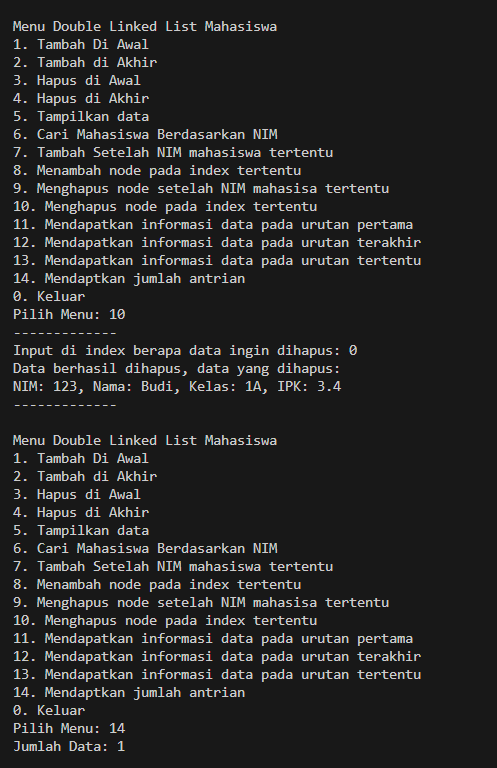 Menu Double Linked List Mahasiswa
1. Tambah Di Awal
2. Tambah di Akhir
3. Hapus di Awal
4. Hapus di Akhir
5. Tampilkan data
6. Cari Mahasiswa Berdasarkan NIM
7. Tambah Setelah NIM mahasiswa tertentu
8. Menambah node pada index tertentu
9. Menghapus node setelah NIM mahasisa tertentu
10. Menghapus node pada index tertentu
11. Mendapatkan informasi data pada urutan pertama
12. Mendapatkan informasi data pada urutan terakhir
13. Mendapatkan informasi data pada urutan tertentu
14. Mendaptkan jumlah antrian
0. Keluar
Pilih Menu: 10
-------------
Input di index berapa data ingin dihapus: 0
Data berhasil dihapus, data yang dihapus:
NIM: 123, Nama: Budi, Kelas: 1A, IPK: 3.4
-------------
Menu Double Linked List Mahasiswa
1. Tambah Di Awal
2. Tambah di Akhir
3. Hapus di Awal
4. Hapus di Akhir
5. Tampilkan data
6. Cari Mahasiswa Berdasarkan NIM
7. Tambah Setelah NIM mahasiswa tertentu
8. Menambah node pada index tertentu
9. Menghapus node setelah NIM mahasisa tertentu
10. Menghapus node pada index tertentu
11. Mendapatkan informasi data pada urutan pertama
12. Mendapatkan informasi data pada urutan terakhir
13. Mendapatkan informasi data pada urutan tertentu
14. Mendaptkan jumlah antrian
0. Keluar
Pilih Menu: 14
Jumlah Data: 1